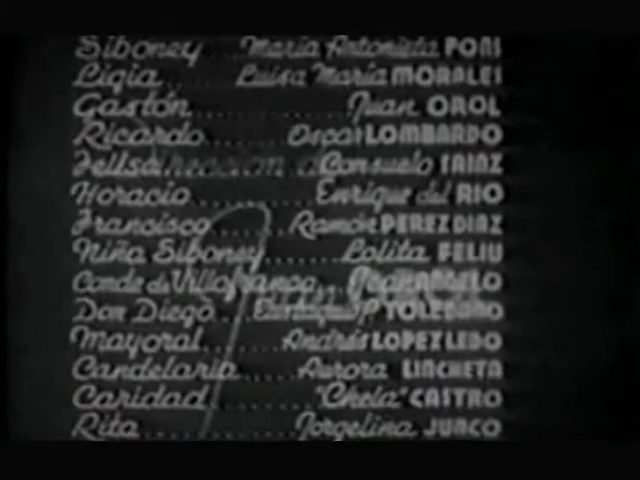 Siboney María Antonieta PONS
Ligia...... Luisa María MORALES
Gastón.......... Juan OROL
Ricardo........ Oscar LOMBARDO
Consuelo SAINZ
Horacio......... Enrique del RIO
Francisco...... Ramón PEREZ DIAZ
Niña Siboney...... Lolita FELIU
Conde de Villafranca..
Don Diego.. TOLEDANO
Mayoral...... Andrés LOPEZ LEDO
Candelaria..... Aurora LINCHETA
Caridad........ "Chela" CASTRO
Rita............. Jorgelina JUNCO